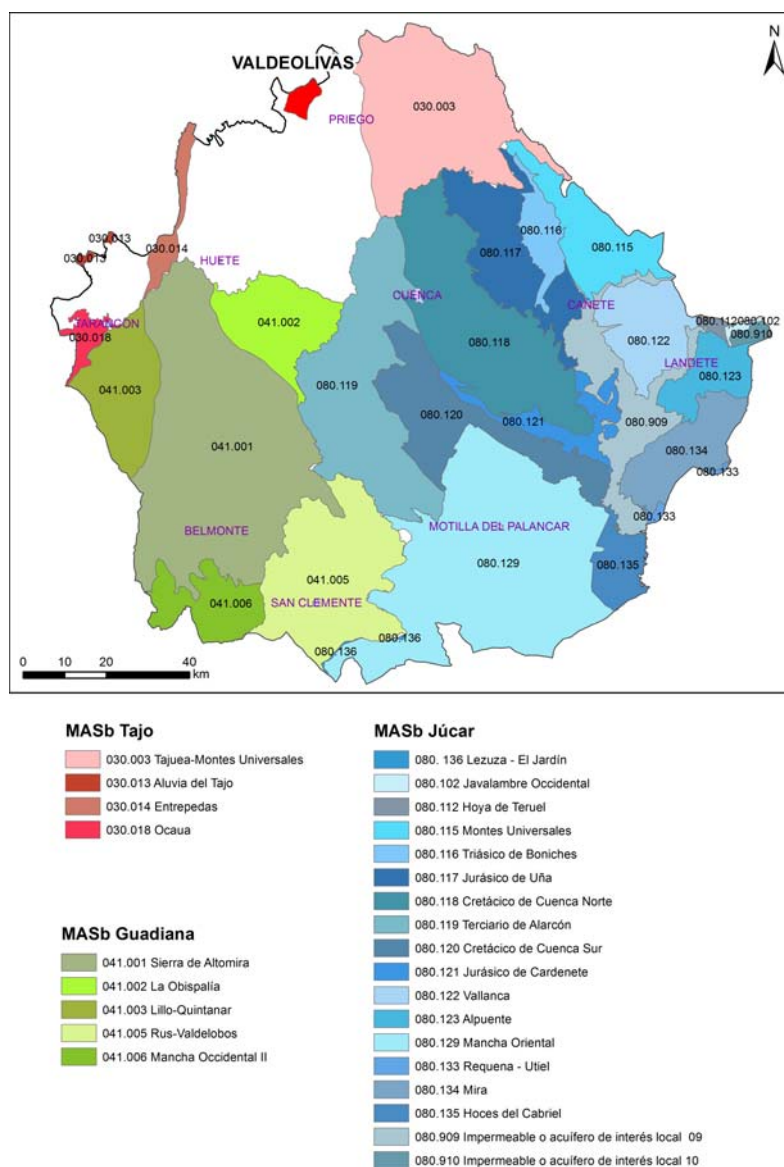 N
VALDEOLIVAS
PRIEGO
030.003
080.116
080.115
030.013
030.013
030.014
HUETE
080.117
CUENCA
CAÑETE
041.002
TARANCÓN
030.018
080.118
080.122
080.112
080.102
080.910
LANDETE
080.123
041.003
080.119
080.120
080.121
080.909
041.001
080.134
080.133
080.133
BELMONTE
MOTILLA DEL PALANCAR
041.005
080.129
080.135
041.006
SAN CLEMENTE
080.136
080.136
0 10 20 40
km
MASb Tajo
030.003 Tajuea-Montes Universales
030.013 Aluvia del Tajo
030.014 Entrepedas
030.018 Ocaua
MASb Guadiana
041.001 Sierra de Altomira
041.002 La Obispalía
041.003 Lillo-Quintanar
041.005 Rus-Valdelobos
041.006 Mancha Occidental II
MASb Júcar
080. 136 Lezuza - El Jardín
080.102 Javalambre Occidental
080.112 Hoya de Teruel
080.115 Montes Universales
080.116 Triásico de Boniches
080.117 Jurásico de Uña
080.118 Cretácico de Cuenca Norte
080.119 Terciario de Alarcón
080.120 Cretácico de Cuenca Sur
080.121 Jurásico de Cardenete
080.122 Vallanca
080.123 Alpuente
080.129 Mancha Oriental
080.133 Requena - Utiel
080.134 Mira
080.135 Hoces del Cabriel
080.909 Impermeable o acuífero de interés local 09
080.910 Impermeable o acuífero de interés local 10